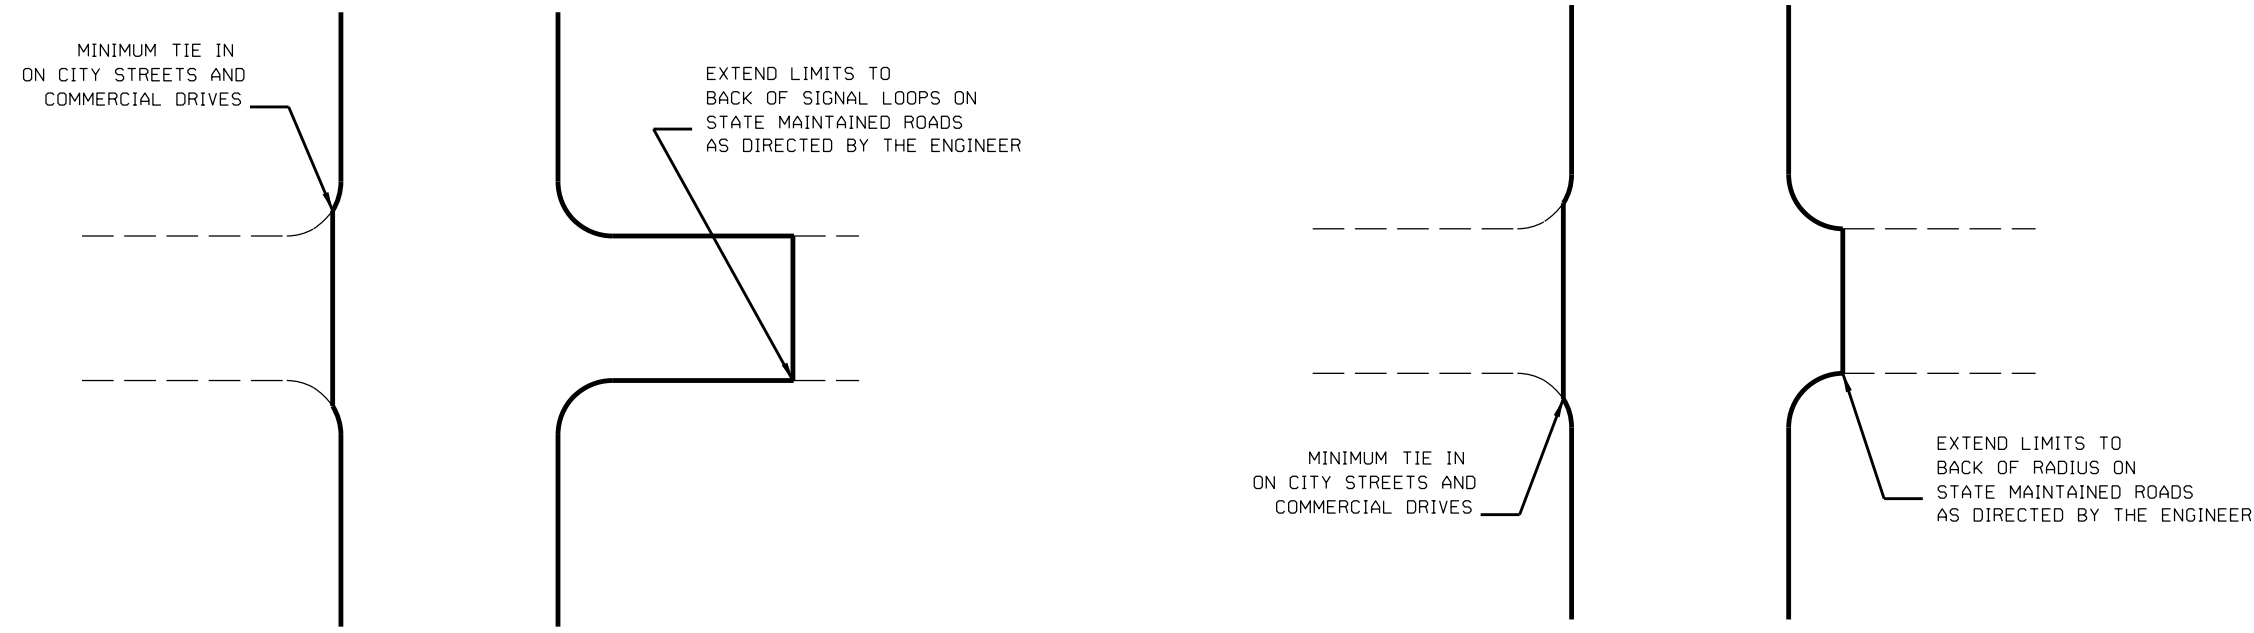 MINIMUM TIE IN
ON CITY STREETS AND
COMMERCIAL DRIVES
EXTEND LIMITS TO
BACK OF SIGNAL LOOPS ON
STATE MAINTAINED ROADS
AS DIRECTED BY THE ENGINEER
MINIMUM TIE IN
ON CITY STREETS AND
COMMERCIAL DRIVES
EXTEND LIMITS TO
BACK OF RADIUS ON
STATE MAINTAINED ROADS
AS DIRECTED BY THE ENGINEER